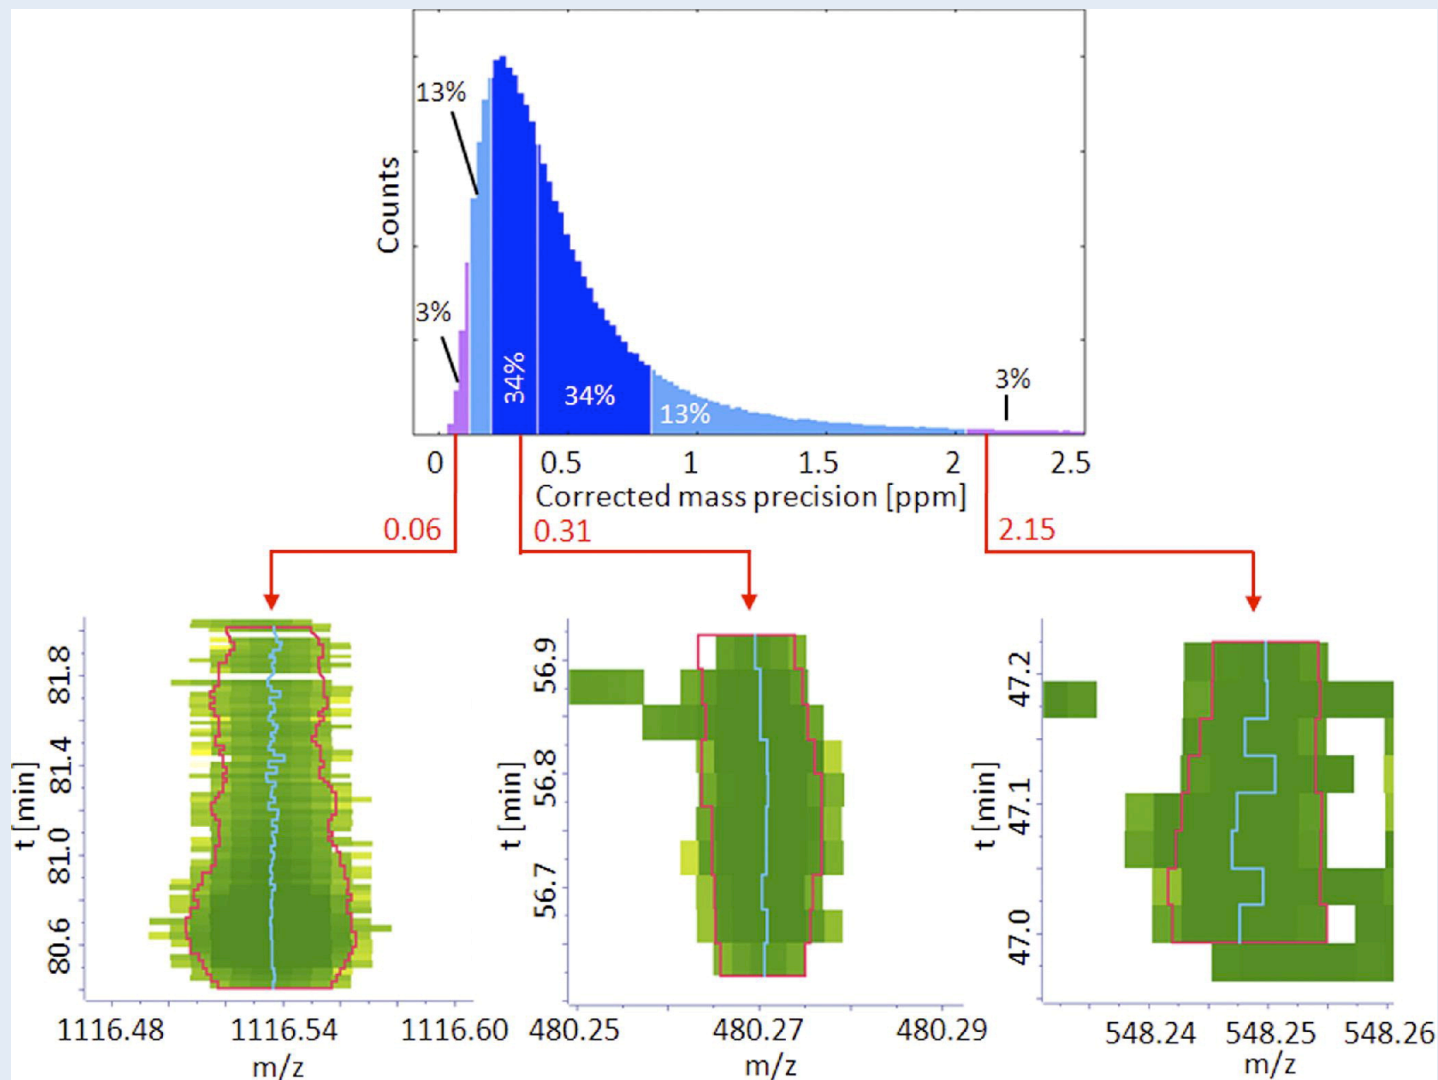 13%
Counts
3%
34%
34%
13%
3%
0 0.5 1 1.5 2 2.5
Corrected mass precision [ppm]
0.06 0.31 2.15
t [min]
81.8
81.4
81.0
80.6
1116.48 1116.54 1116.60
m/z
t [min]
56.9
56.8
56.7
480.25 480.27 480.29
m/z
t [min]
47.2
47.1
47.0
548.24 548.25 548.26
m/z